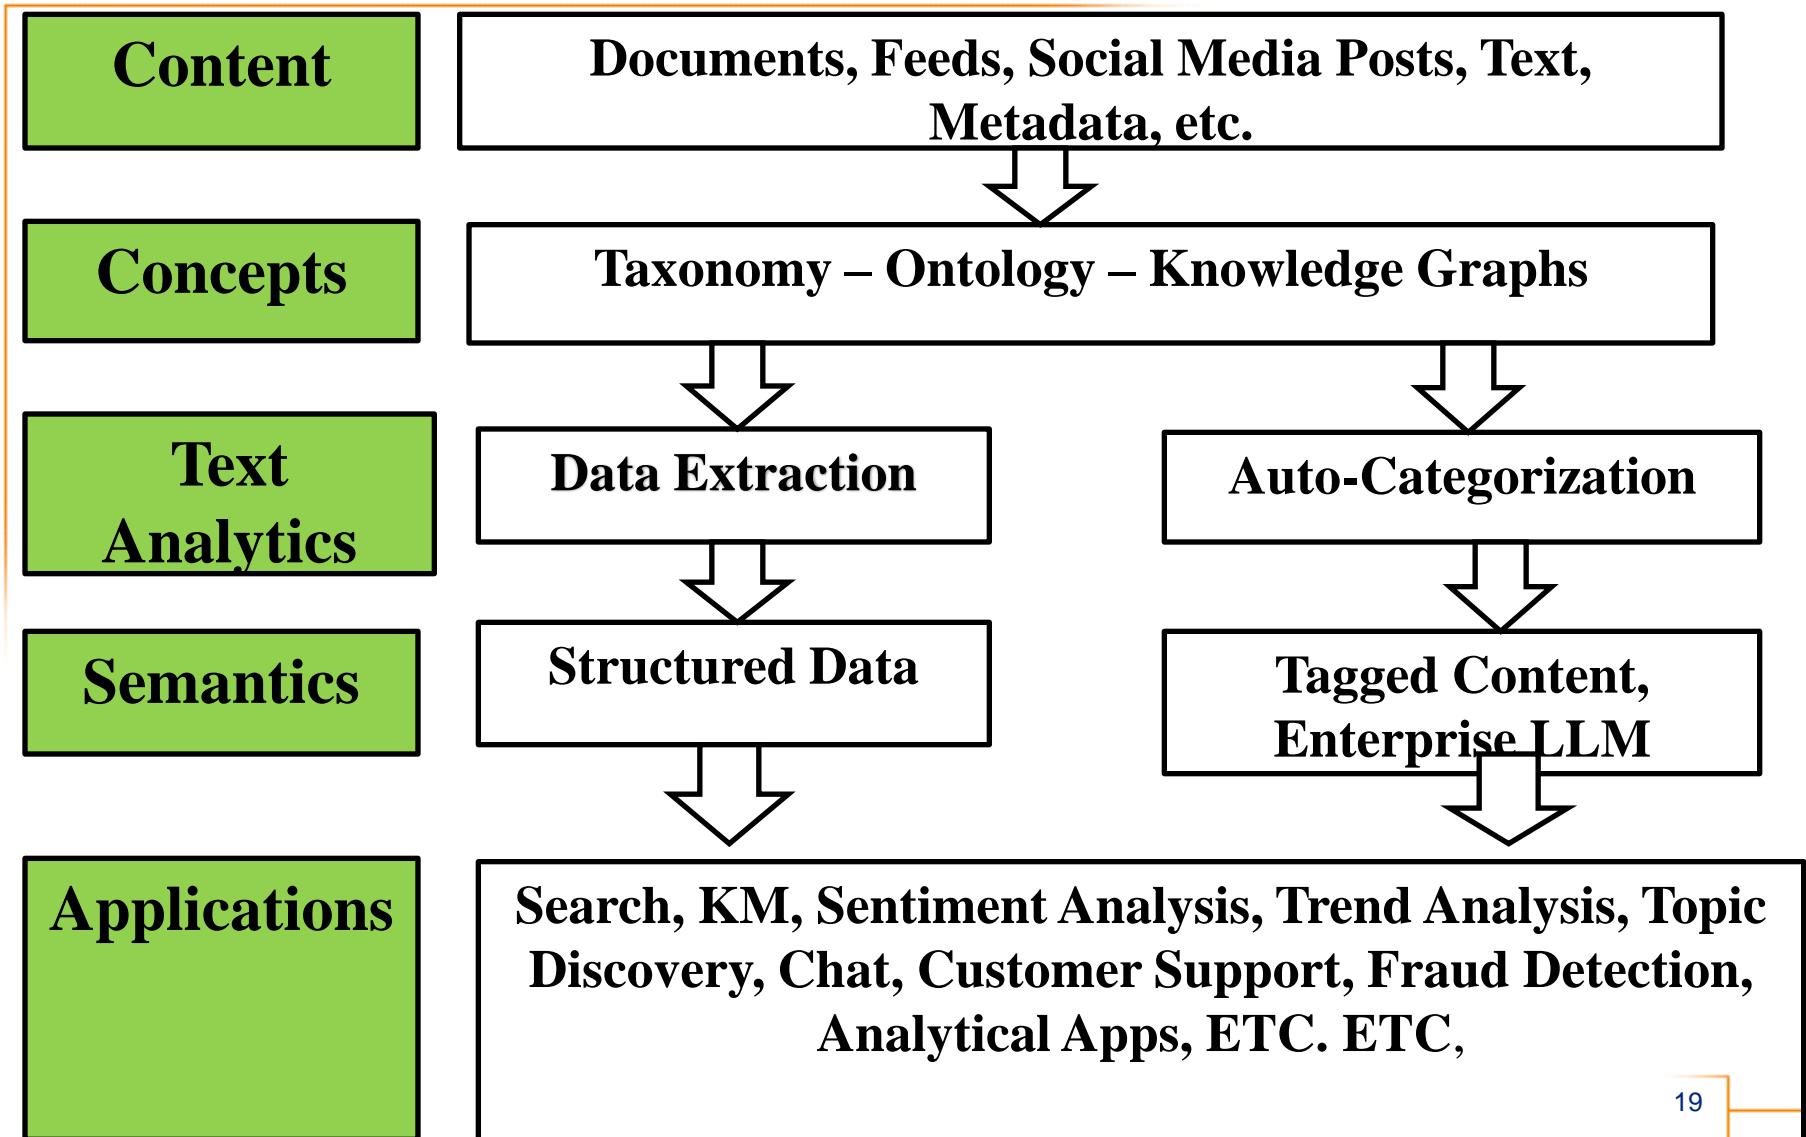 Content
Documents, Feeds, Social Media Posts, Text,
Metadata, etc.
Concepts
Taxonomy – Ontology – Knowledge Graphs
Text
Analytics
Data Extraction
Auto-Categorization
Semantics
Structured Data
Tagged Content,
Enterprise LLM
Applications
Search, KM, Sentiment Analysis, Trend Analysis, Topic
Discovery, Chat, Customer Support, Fraud Detection,
Analytical Apps, ETC. ETC,
19